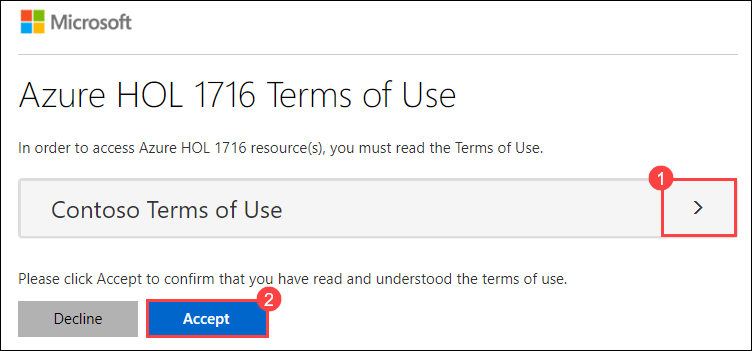 Microsoft
Azure HOL 1716 Terms of Use
In order to access Azure HOL 1716 resource(s), you must read the Terms of Use.
1
Contoso Terms of Use
Please click Accept to confirm that you have read and understood the terms of use.
2
Decline Accept